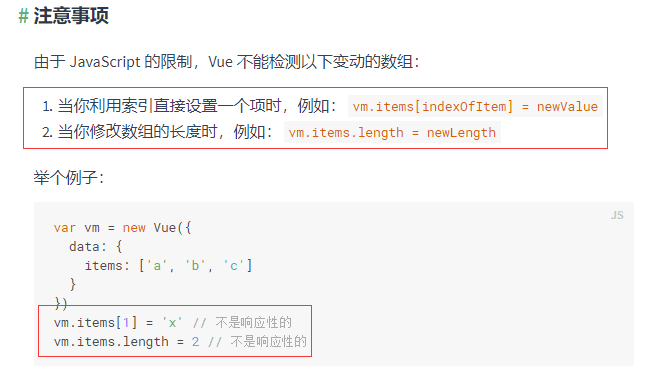 # 注意事项
由于 JavaScript 的限制，Vue 不能检测以下变动的数组：
1. 当你利用索引直接设置一个项时，例如： vm.items[indexOfItem] = newValue
2. 当你修改数组的长度时，例如： vm.items.length = newLength
举个例子：
JS
var vm = new Vue({
  data: {
    items: ['a', 'b', 'c']
  }
})
vm.items[1] = 'x' // 不是响应性的
vm.items.length = 2 // 不是响应性的